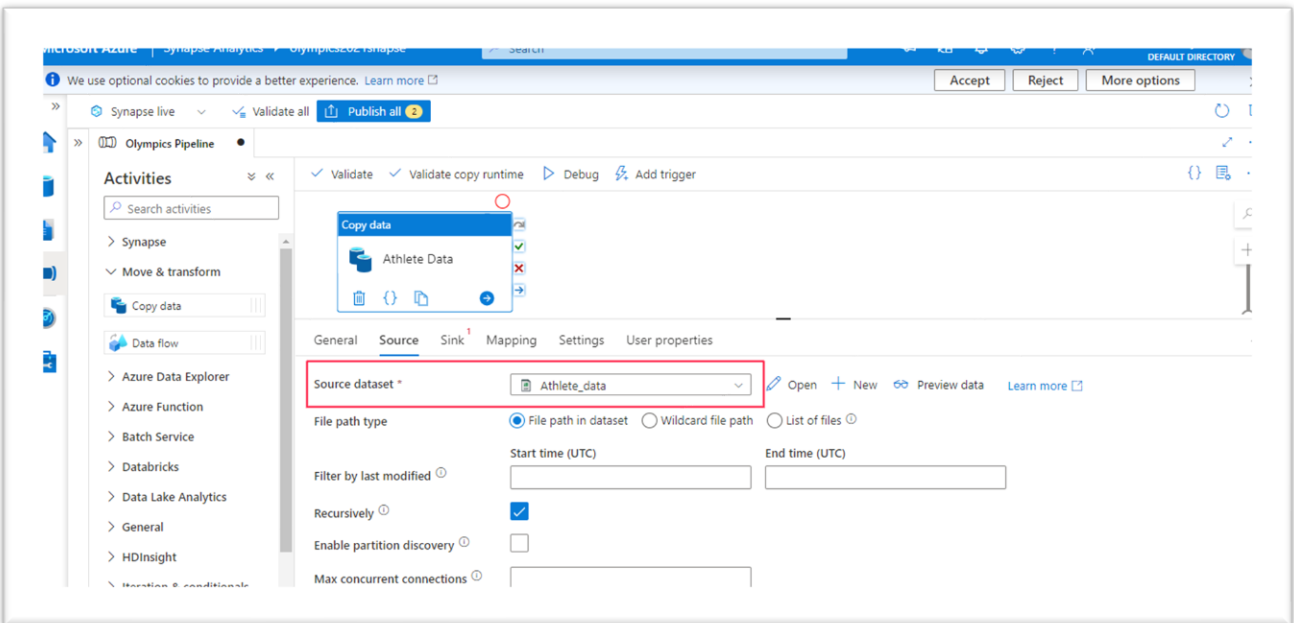 Microsoft Azure | Synapse Analytics olympics2021snapse Search
DEFAULT DIRECTORY
We use optional cookies to provide a better experience. Learn more Accept Reject More options
Synapse live Validate all Publish all 2
Olympics Pipeline
Activities Validate Validate copy runtime Debug Add trigger
Search activities
Copy data
Synapse
Athlete Data
Move & transform
Copy data
General Source Sink 1 Mapping Settings User properties
Data flow
Azure Data Explorer Source dataset * Athlete_data Open New Preview data Learn more
Azure Function File path type File path in dataset Wildcard file path List of files
Batch Service
Start time (UTC) End time (UTC)
Databricks Filter by last modified
Data Lake Analytics
Recursively
General
Enable partition discovery
HDInsight
Max concurrent connections
Iteration & conditionals